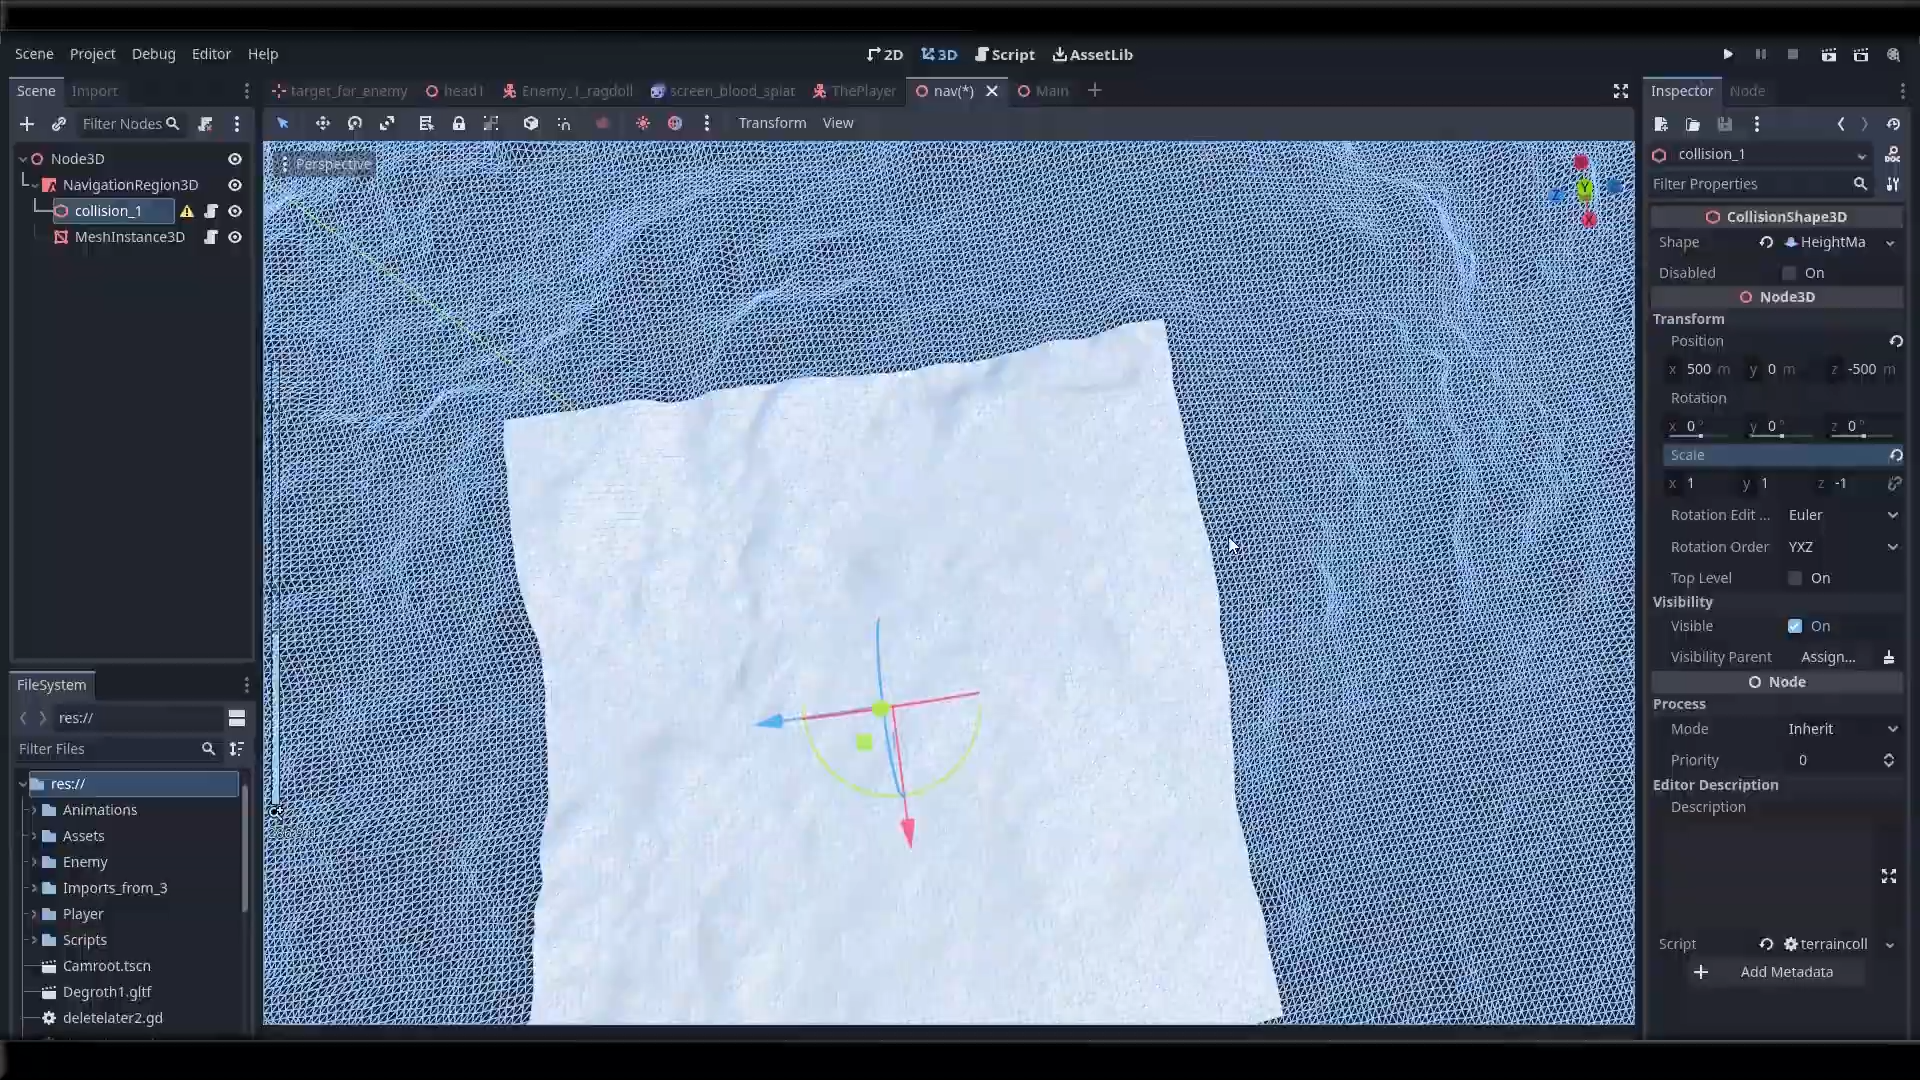 Scene Project Debug Editor Help
2D 3D Script AssetLib
Scene Import
target_for_enemy head1 Enemy_1_ragdoll screen_blood_splat ThePlayer nav(*) Main
Inspector Node
Filter Nodes
Transform View
Perspective
Node3D
NavigationRegion3D
collision_1
MeshInstance3D
Y
Z
X
collision_1
Filter Properties
CollisionShape3D
Shape HeightMa
Disabled On
Node3D
Transform
Position
x 500 m y 0 m z -500 m
Rotation
x 0 ° y 0 ° z 0 °
Scale
x 1 y 1 z -1
Rotation Edit ... Euler
Rotation Order YXZ
Top Level On
Visibility
Visible On
Visibility Parent Assign...
Node
Process
Mode Inherit
Priority 0
Editor Description
Description
Script terraincoll
Add Metadata
FileSystem
res://
Filter Files
res://
Animations
Assets
Enemy
Imports_from_3
Player
Scripts
Camroot.tscn
Degroth1.gltf
deletelater2.gd